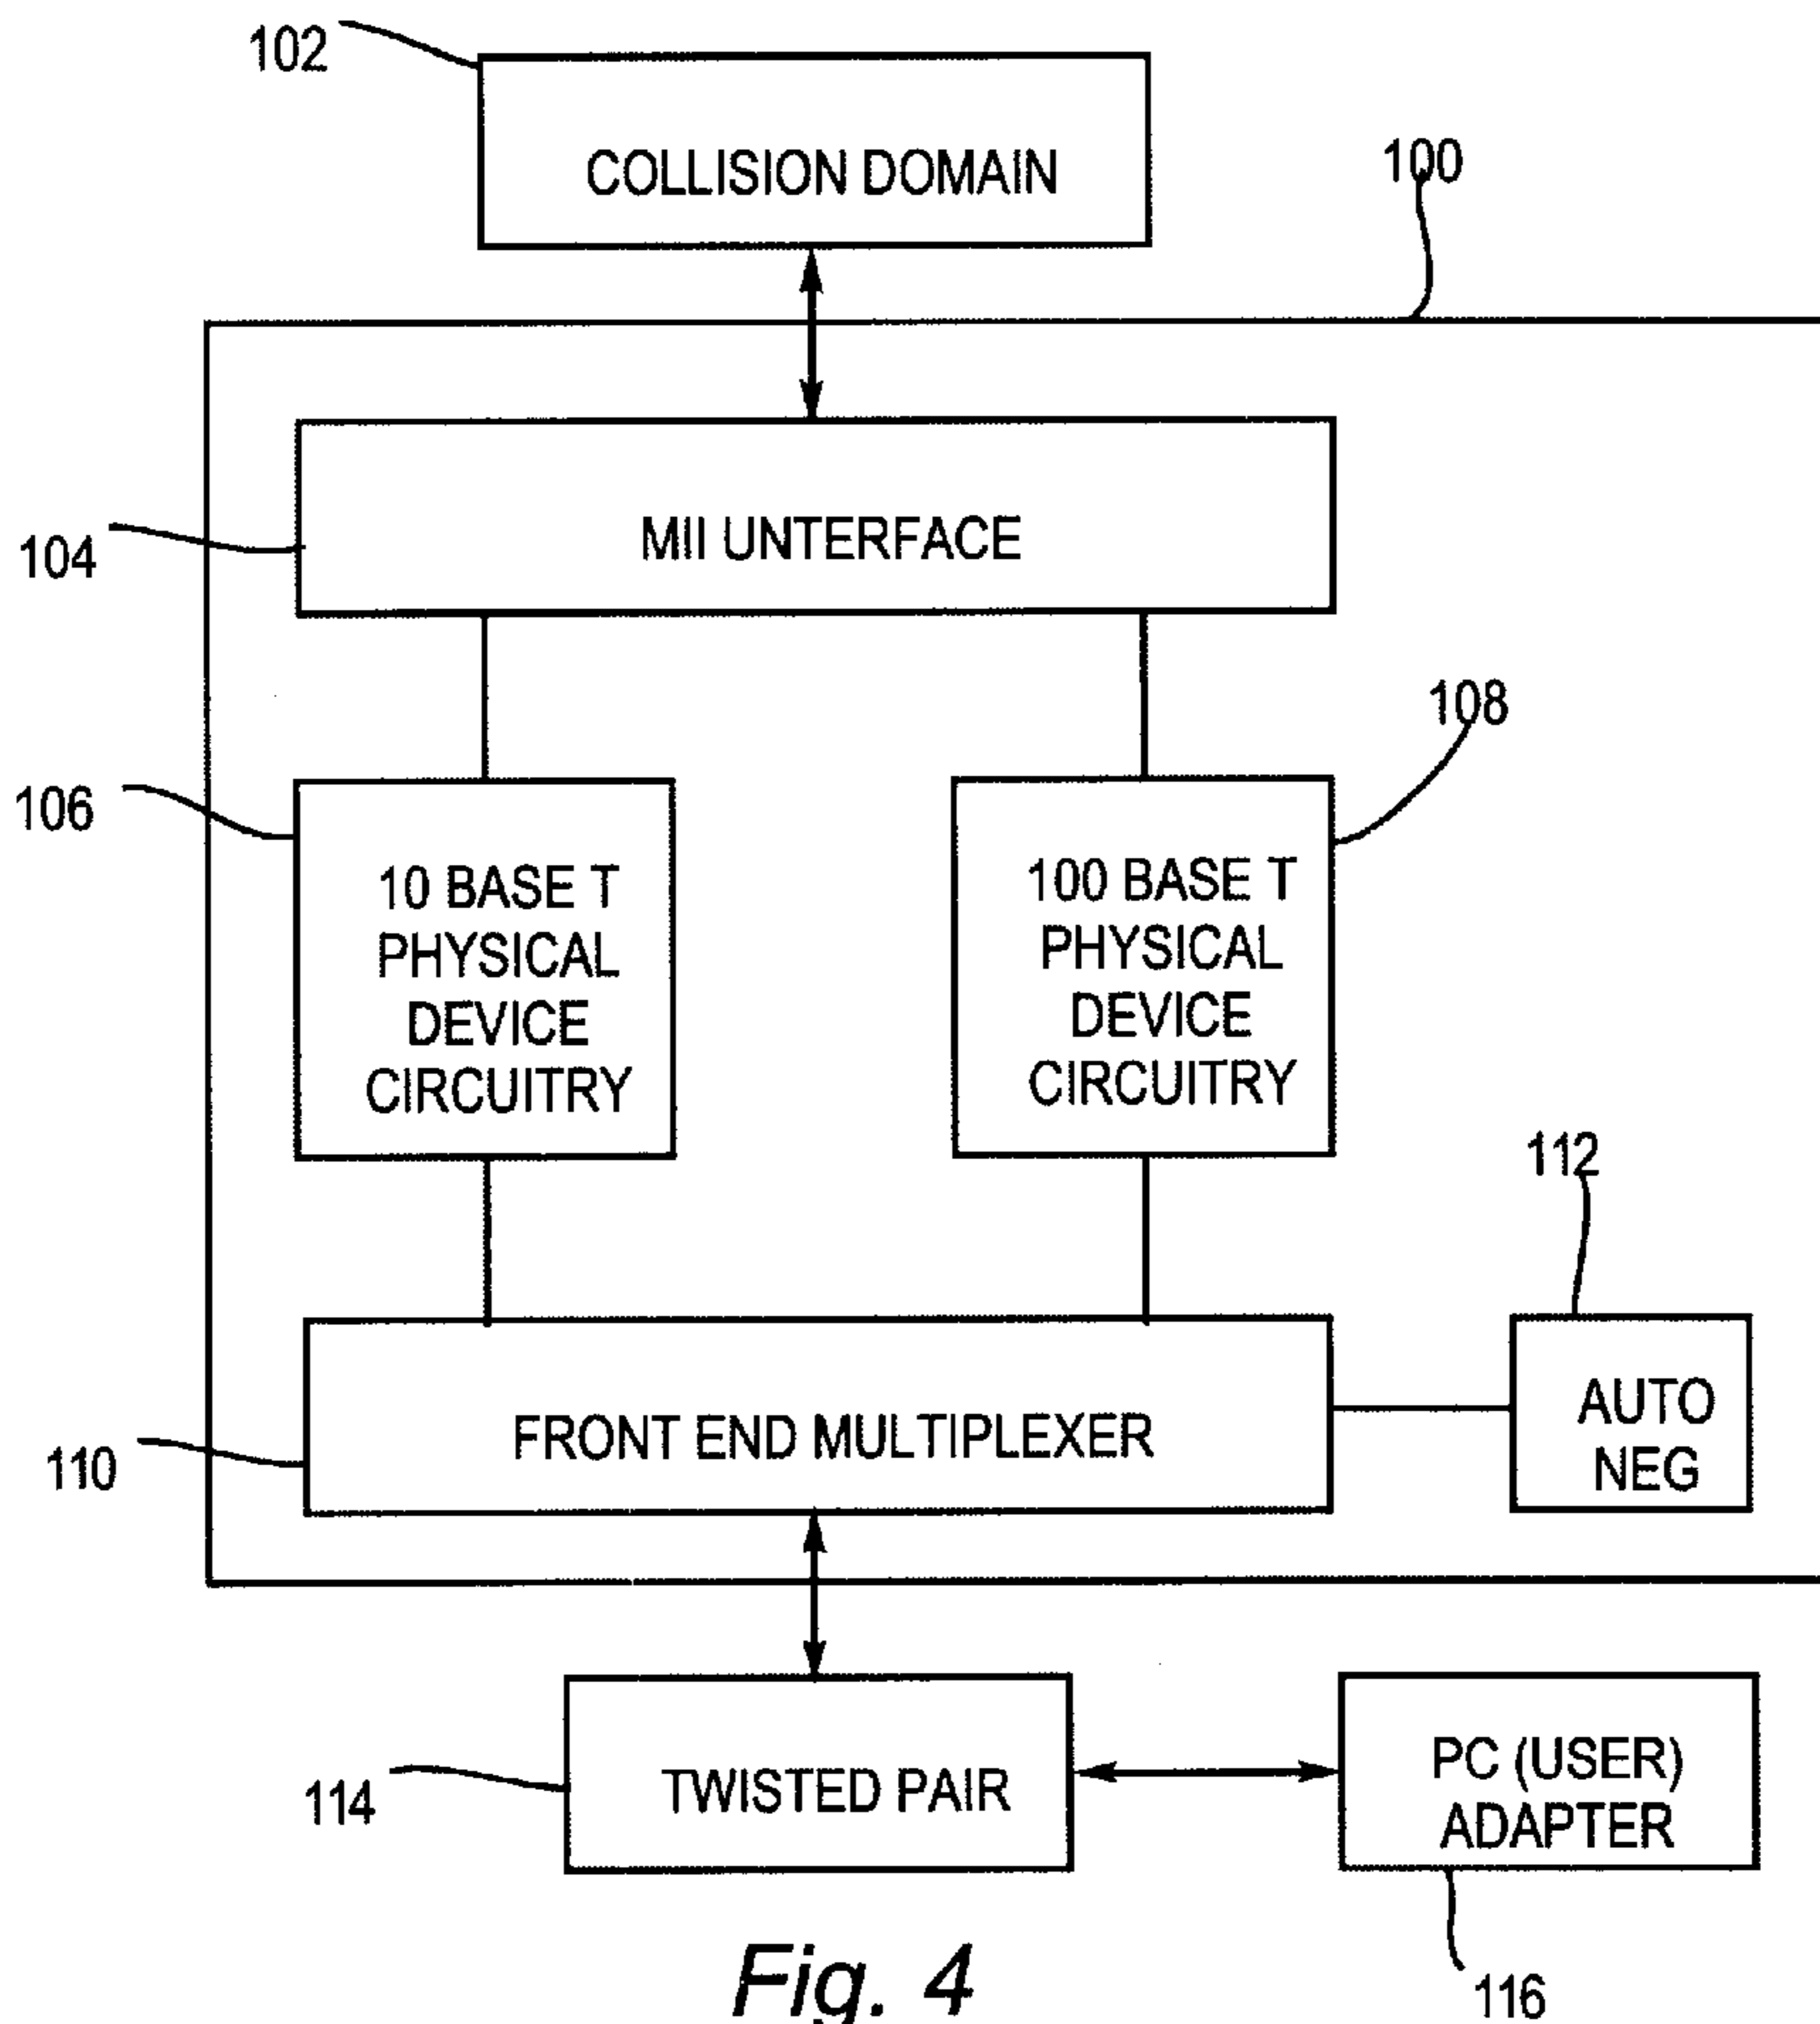 102
COLLISION DOMAIN
100
MII UNTERFACE
104
108
106
10 BASE T
PHYSICAL
DEVICE
CIRCUITRY
100 BASE T
PHYSICAL
DEVICE
CIRCUITRY
112
FRONT END MULTIPLEXER
AUTO
NEG
110
TWISTED PAIR
PC (USER)
ADAPTER
114
Fig. 4
116